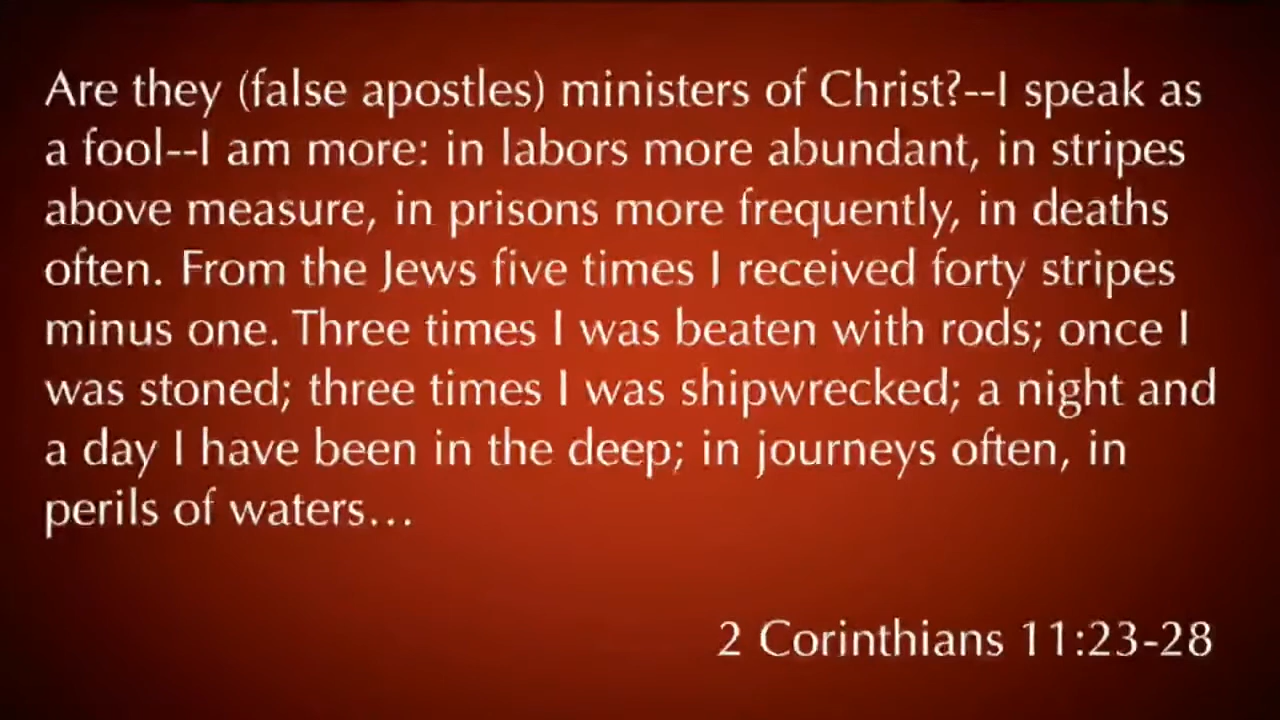 Are they (false apostles) ministers of Christ?--I speak as
a fool--I am more: in labors more abundant, in stripes
above measure, in prisons more frequently, in deaths
often. From the Jews five times I received forty stripes
minus one. Three times I was beaten with rods; once I
was stoned; three times I was shipwrecked; a night and
a day I have been in the deep; in journeys often, in
perils of waters…
2 Corinthians 11:23-28